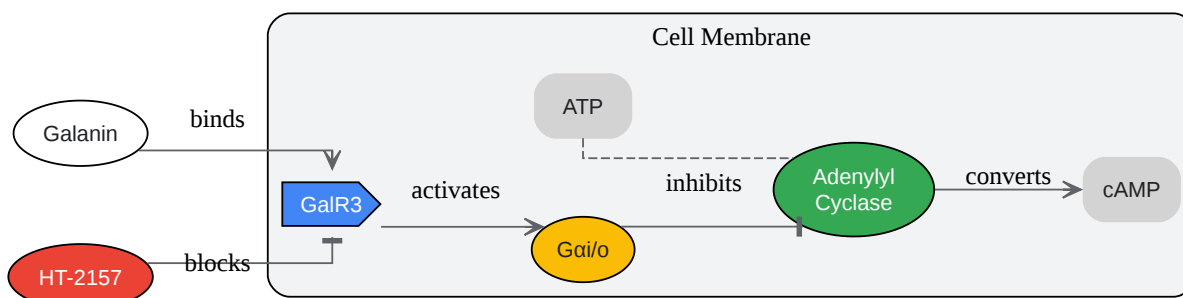 Cell Membrane
ATP
Galanin
binds
GalR3
activates
inhibits
Adenylyl
Cyclase
converts
cAMP
Gαi/o
HT-2157
blocks